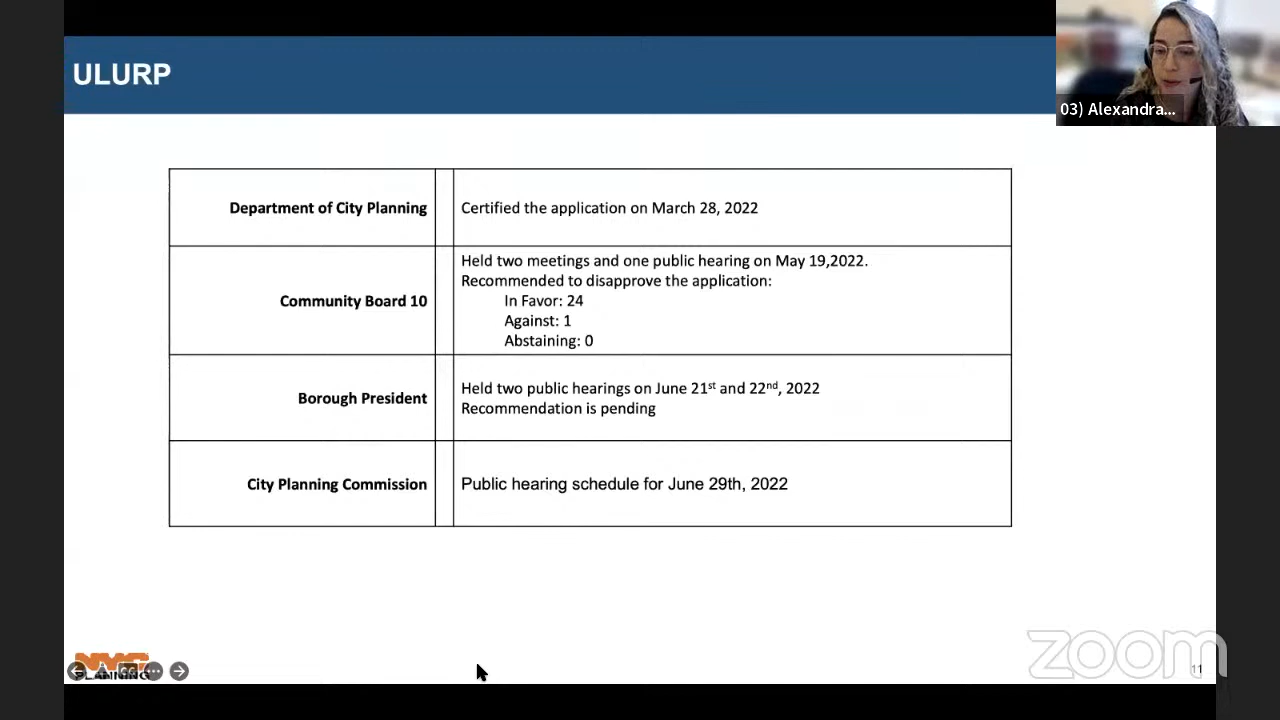 ULURP
03) Alexandra...
Department of City Planning
Certified the application on March 28, 2022
Community Board 10
Held two meetings and one public hearing on May 19,2022.
Recommended to disapprove the application:
In Favor: 24
Against: 1
Abstaining: 0
Borough President
Held two public hearings on June 21st and 22nd, 2022
Recommendation is pending
City Planning Commission
Public hearing schedule for June 29th, 2022
NYC
PLANNING
zoom
11